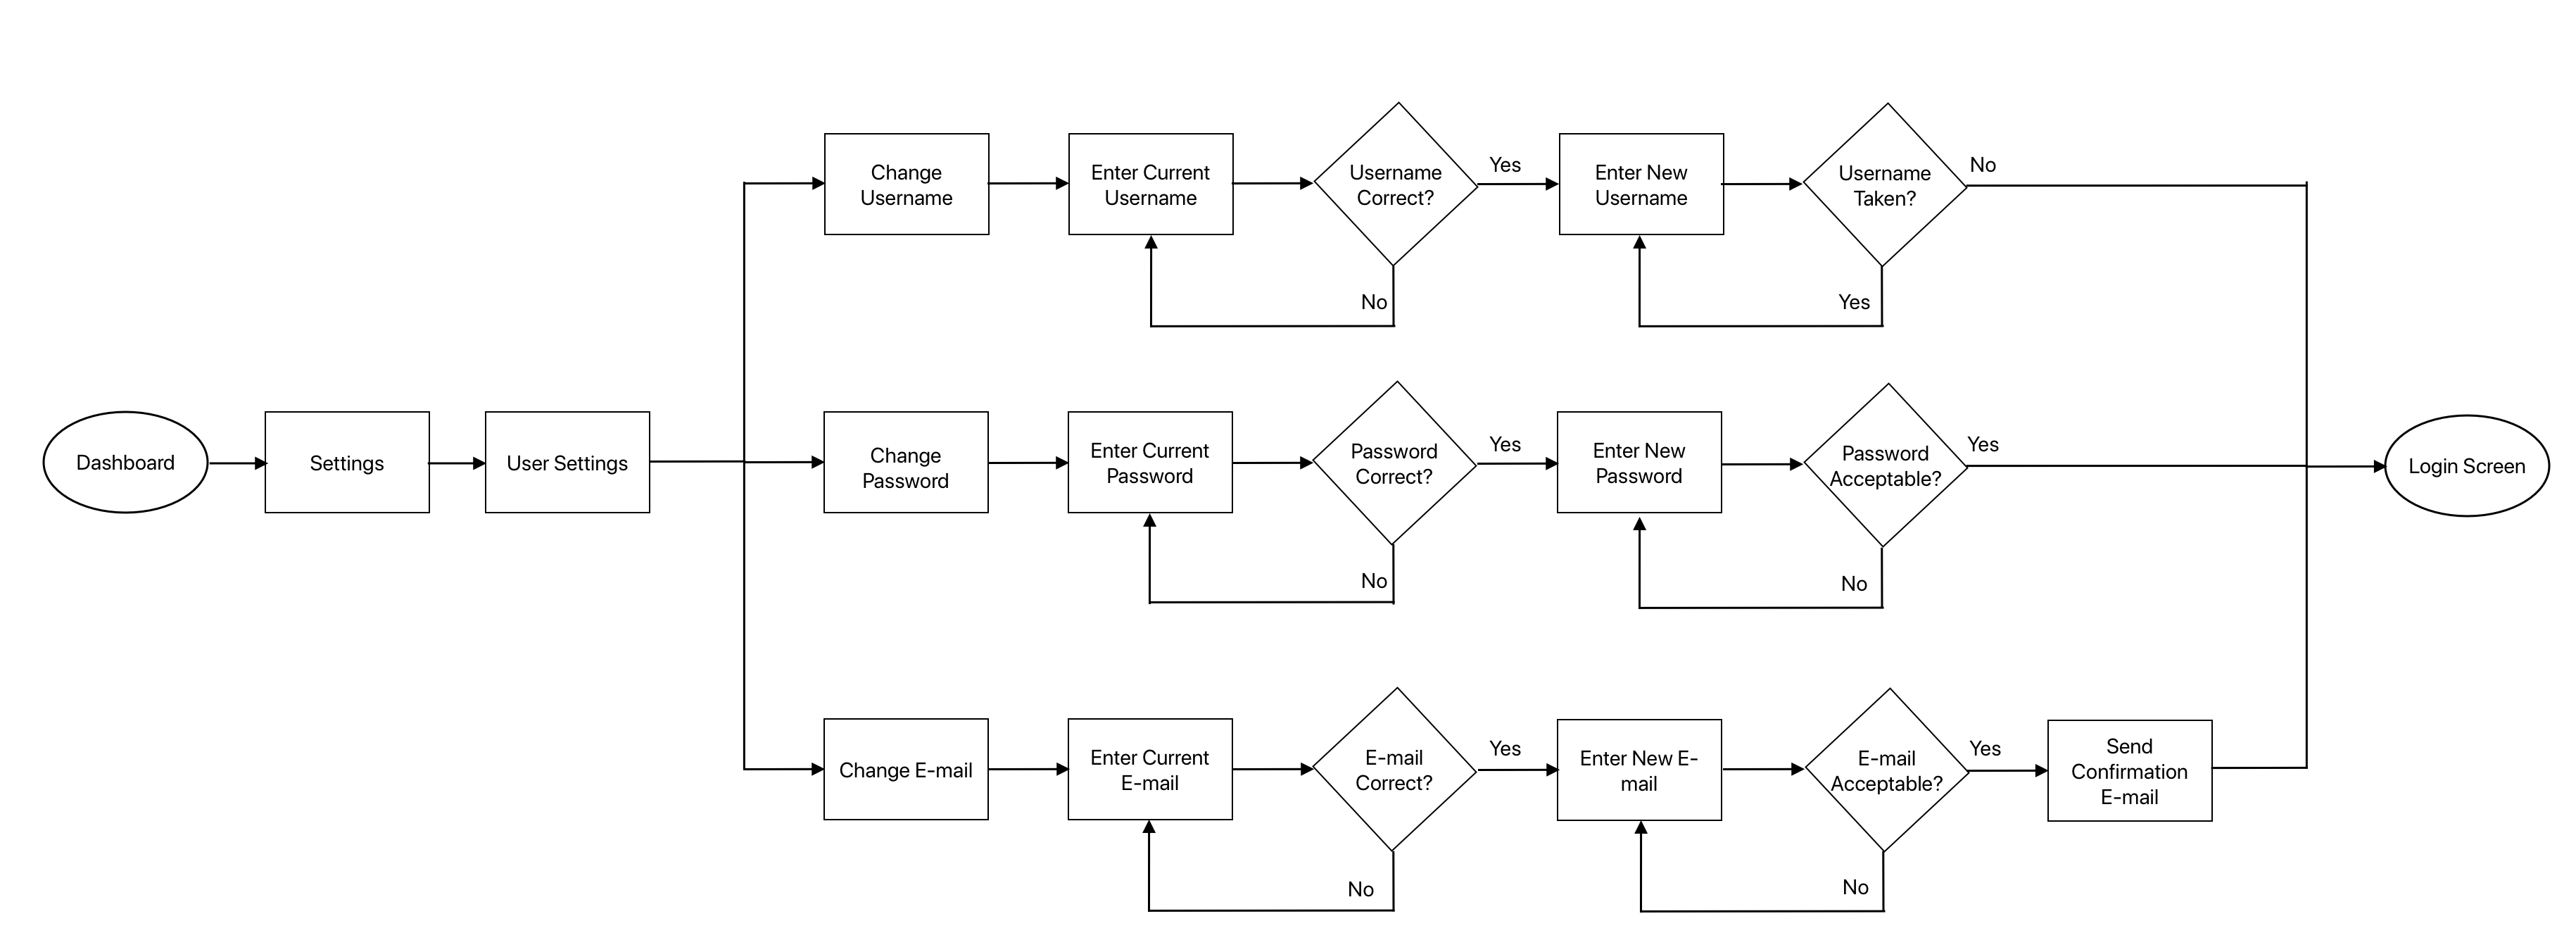 Change
Username
Enter Current
Username
Username
Correct?
Yes
No
Enter New
Username
Username
Taken?
No
Yes
Dashboard
Settings
User Settings
Change
Password
Enter Current
Password
Password
Correct?
Yes
No
Enter New
Password
Password
Acceptable?
Yes
No
Login Screen
Change E-mail
Enter Current
E-mail
E-mail
Correct?
Yes
No
Enter New E-
mail
E-mail
Acceptable?
Yes
No
Send
Confirmation
E-mail